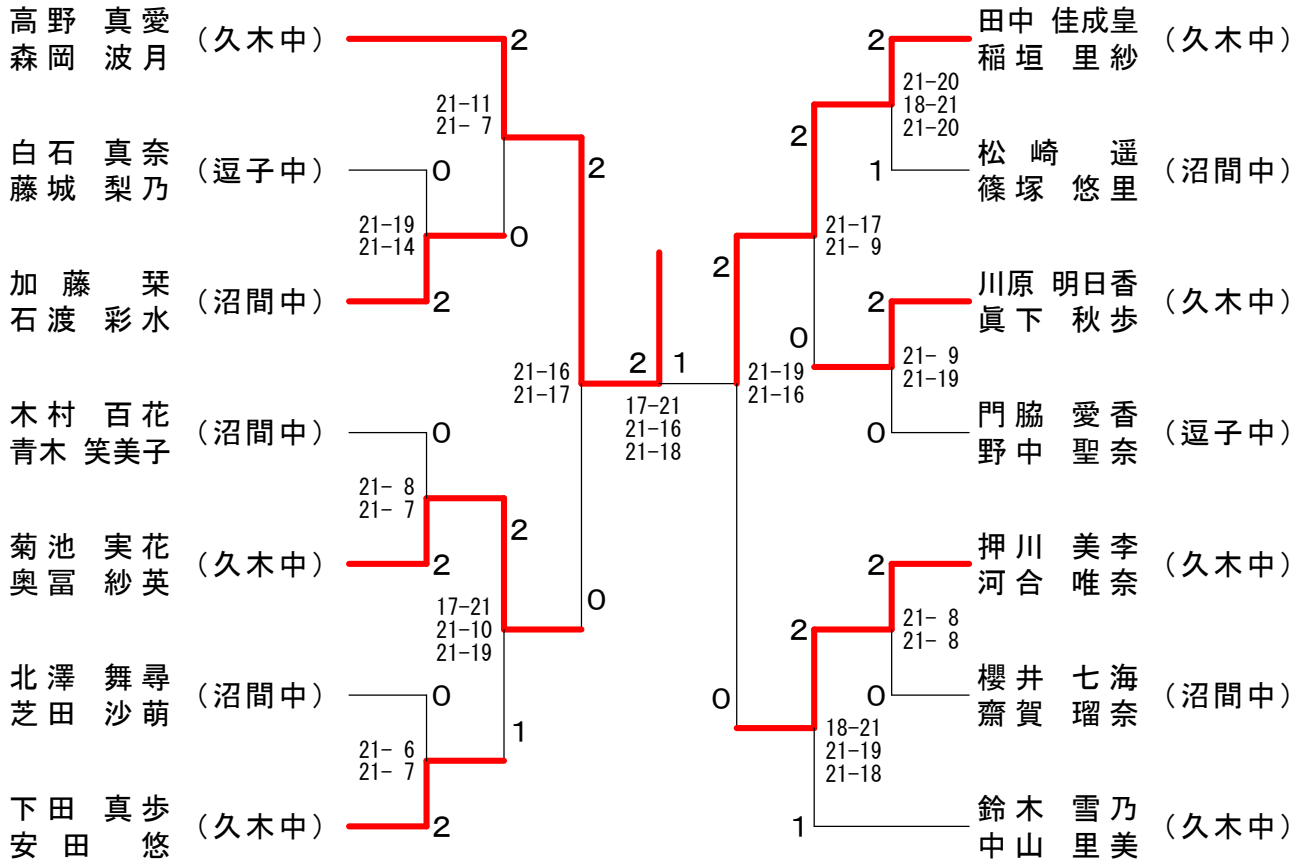 高野 真愛
森岡 波月
(久木中)
2
21-11
21- 7
白石 真奈
藤城 梨乃
(逗子中)
0
21-19
21-14
0
加藤 栞
石渡 彩水
(沼間中)
2
2
21-16
21-17
木村 百花
青木 笑美子
(沼間中)
0
21- 8
21- 7
2
菊池 実花
奥冨 紗英
(久木中)
2
17-21
21-10
21-19
0
北澤 舞尋
芝田 沙萌
(沼間中)
0
21- 6
21- 7
1
下田 真歩
安田 悠
(久木中)
2
2
1
17-21
21-16
21-18
田中 佳成皇
稲垣 里紗
(久木中)
2
21-20
18-21
21-20
2
松崎 遥
篠塚 悠里
(沼間中)
1
21-17
21- 9
2
川原 明日香
眞下 秋歩
(久木中)
2
0
21- 9
21-19
21-19
21-16
門脇 愛香
野中 聖奈
(逗子中)
0
押川 美李
河合 唯奈
(久木中)
2
21- 8
21- 8
2
櫻井 七海
齋賀 瑠奈
(沼間中)
0
0
18-21
21-19
21-18
鈴木 雪乃
中山 里美
(久木中)
1